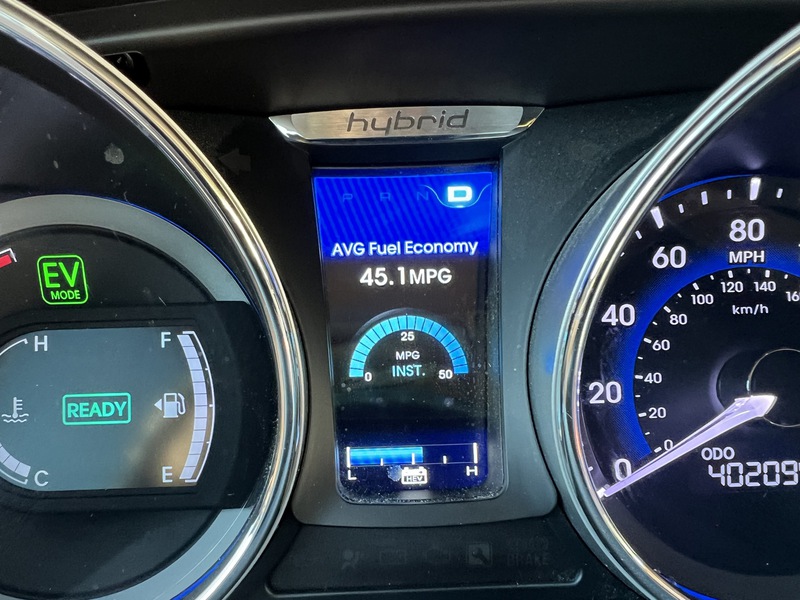 hybrid
P R N D
AVG Fuel Economy
45.1MPG
25
MPG
INST.
0 50
L H
HEV
EV
MODE
H F
READY
C E
80
MPH
60
40
20
0
120 140
100
km/h
80
60
40
20
0
ODO
BRAKE